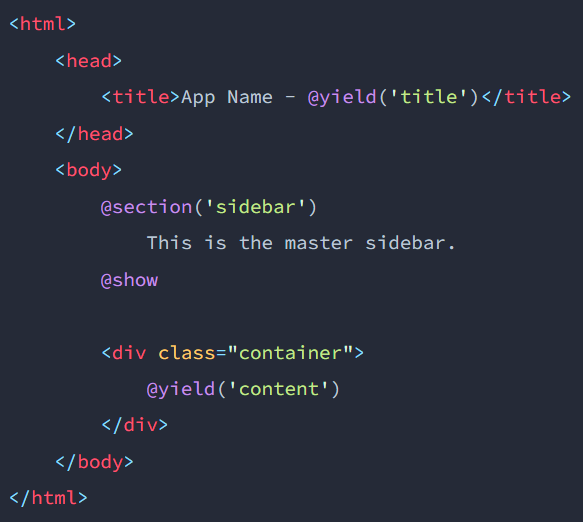 <html>
    <head>
        <title>App Name - @yield('title')</title>
    </head>
    <body>
        @section('sidebar')
            This is the master sidebar.
        @show

        <div class="container">
            @yield('content')
        </div>
    </body>
</html>